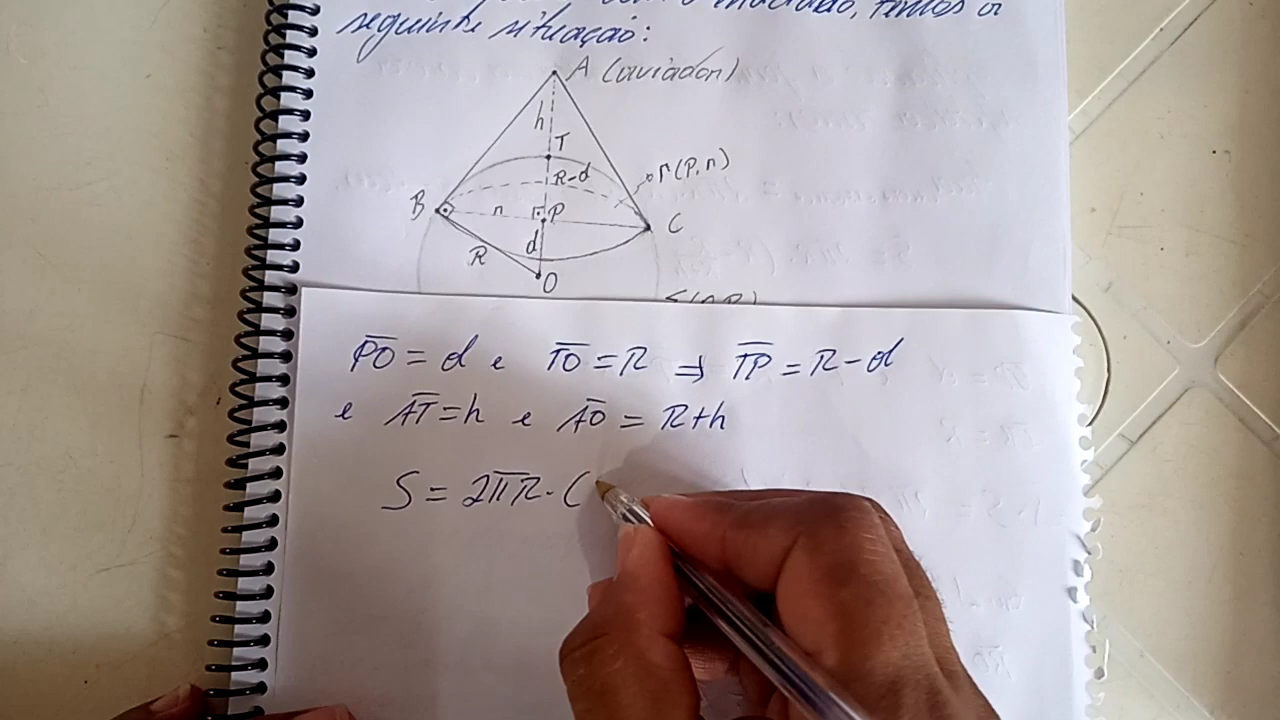 seguinte situação:
A (aviador)
h
T
R-d
Γ(P,r)
B
r
P
C
d
R
O
PO = d e TO = R ⇒ TP = R-d
e AT = h e AO = R+h
S = 2πR·(